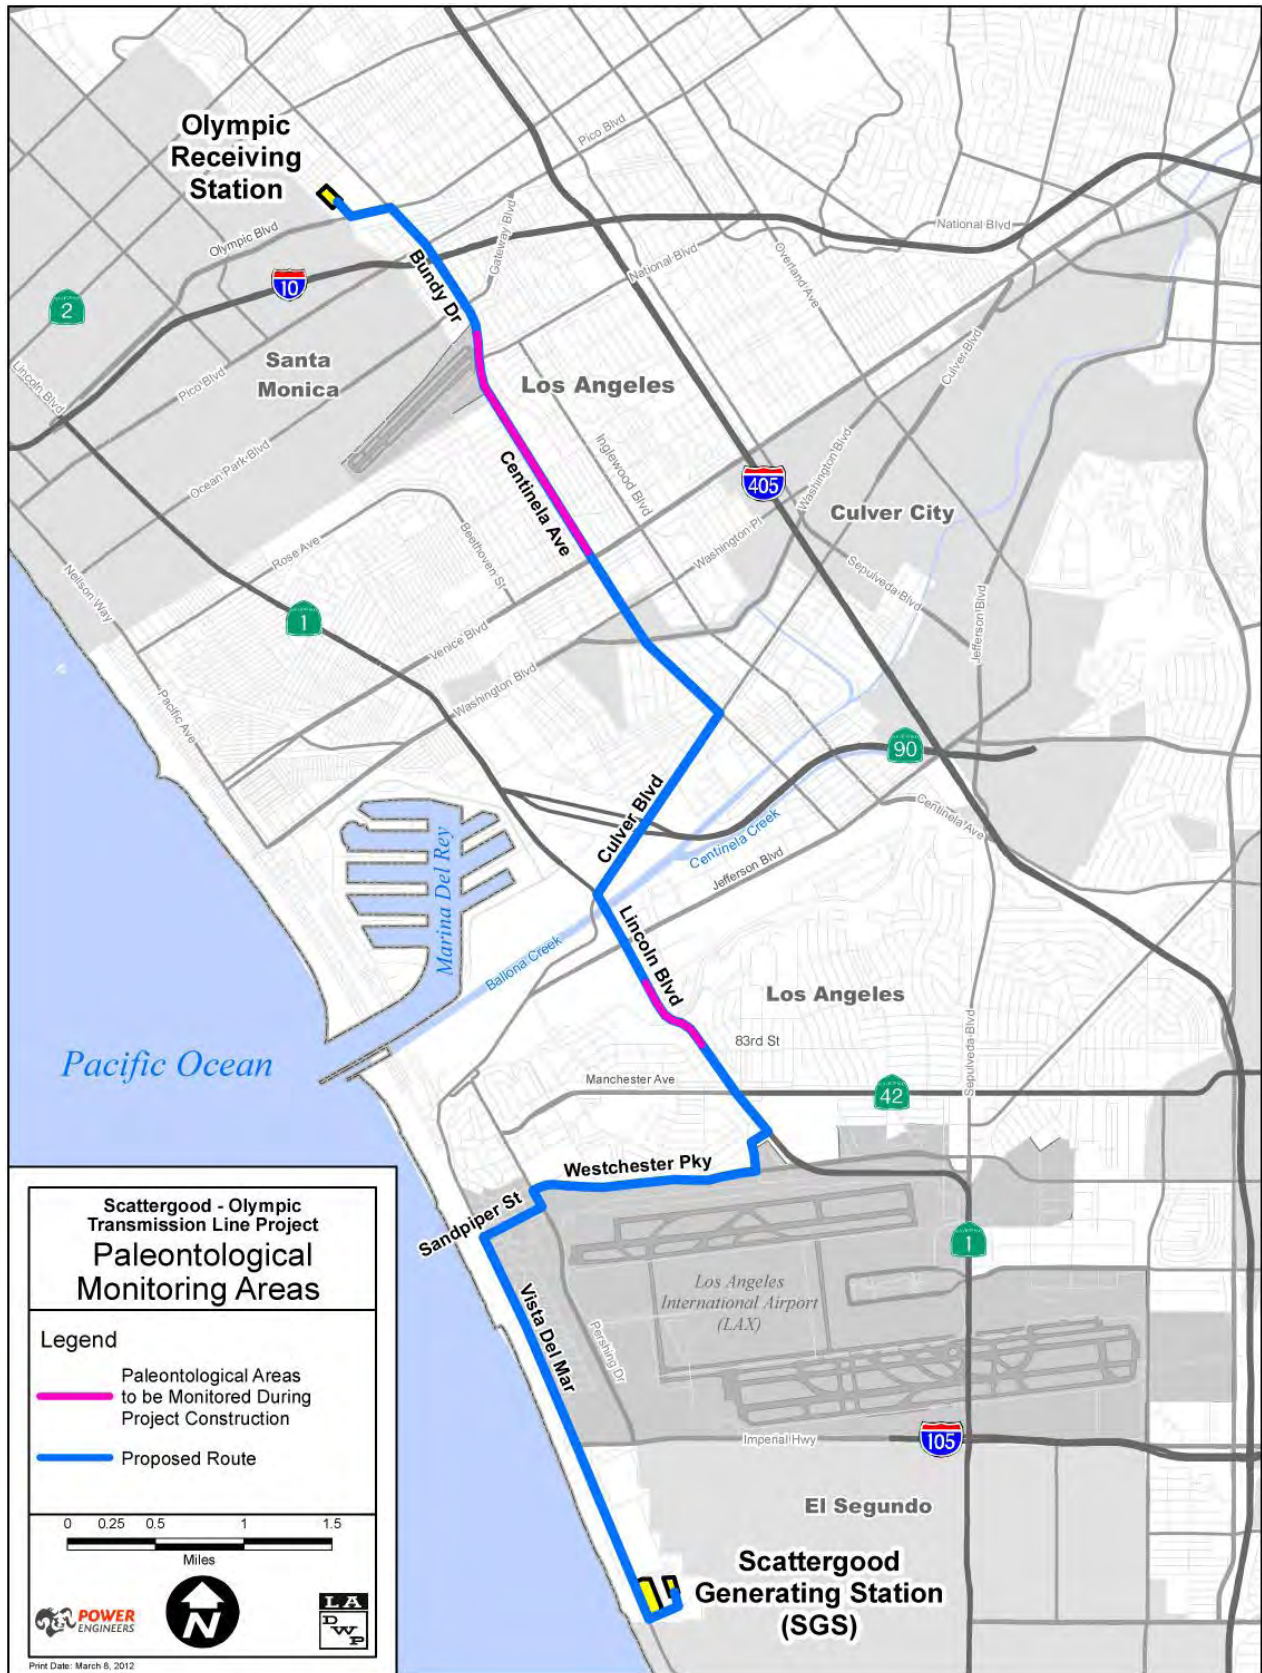 Olympic
Receiving
Station
Pico Blvd
Olympic Blvd
Gateway Blvd
National Blvd
National Blvd
Overland Ave
10
Bundy Dr
2
Santa
Monica
Los Angeles
Lincoln Blvd
Pico Blvd
Ocean Park Blvd
Culver Blvd
Centinela Ave
Inglewood Blvd
405
Washington Blvd
Culver City
Rose Ave
Beethoven St
Washington Pl
Sepulveda Blvd
Neilson Way
1
Venice Blvd
Jefferson Blvd
Washington Blvd
Pacific Ave
90
Culver Blvd
Centinela Ave
Centinela Creek
Jefferson Blvd
Marina Del Rey
Lincoln Blvd
Ballona Creek
Los Angeles
83rd St
Pacific Ocean
Manchester Ave
42
Sepulveda Blvd
Westchester Pky
Sandpiper St
1
Los Angeles
International Airport
(LAX)
Vista Del Mar
Pershing Dr
Imperial Hwy
105
El Segundo
Scattergood
Generating Station
(SGS)
Scattergood - Olympic
Transmission Line Project
Paleontological
Monitoring Areas
Legend
Paleontological Areas
to be Monitored During
Project Construction
Proposed Route
0 0.25 0.5 1 1.5
Miles
POWER
ENGINEERS
N
LA
DWP
Print Date: March 8, 2012